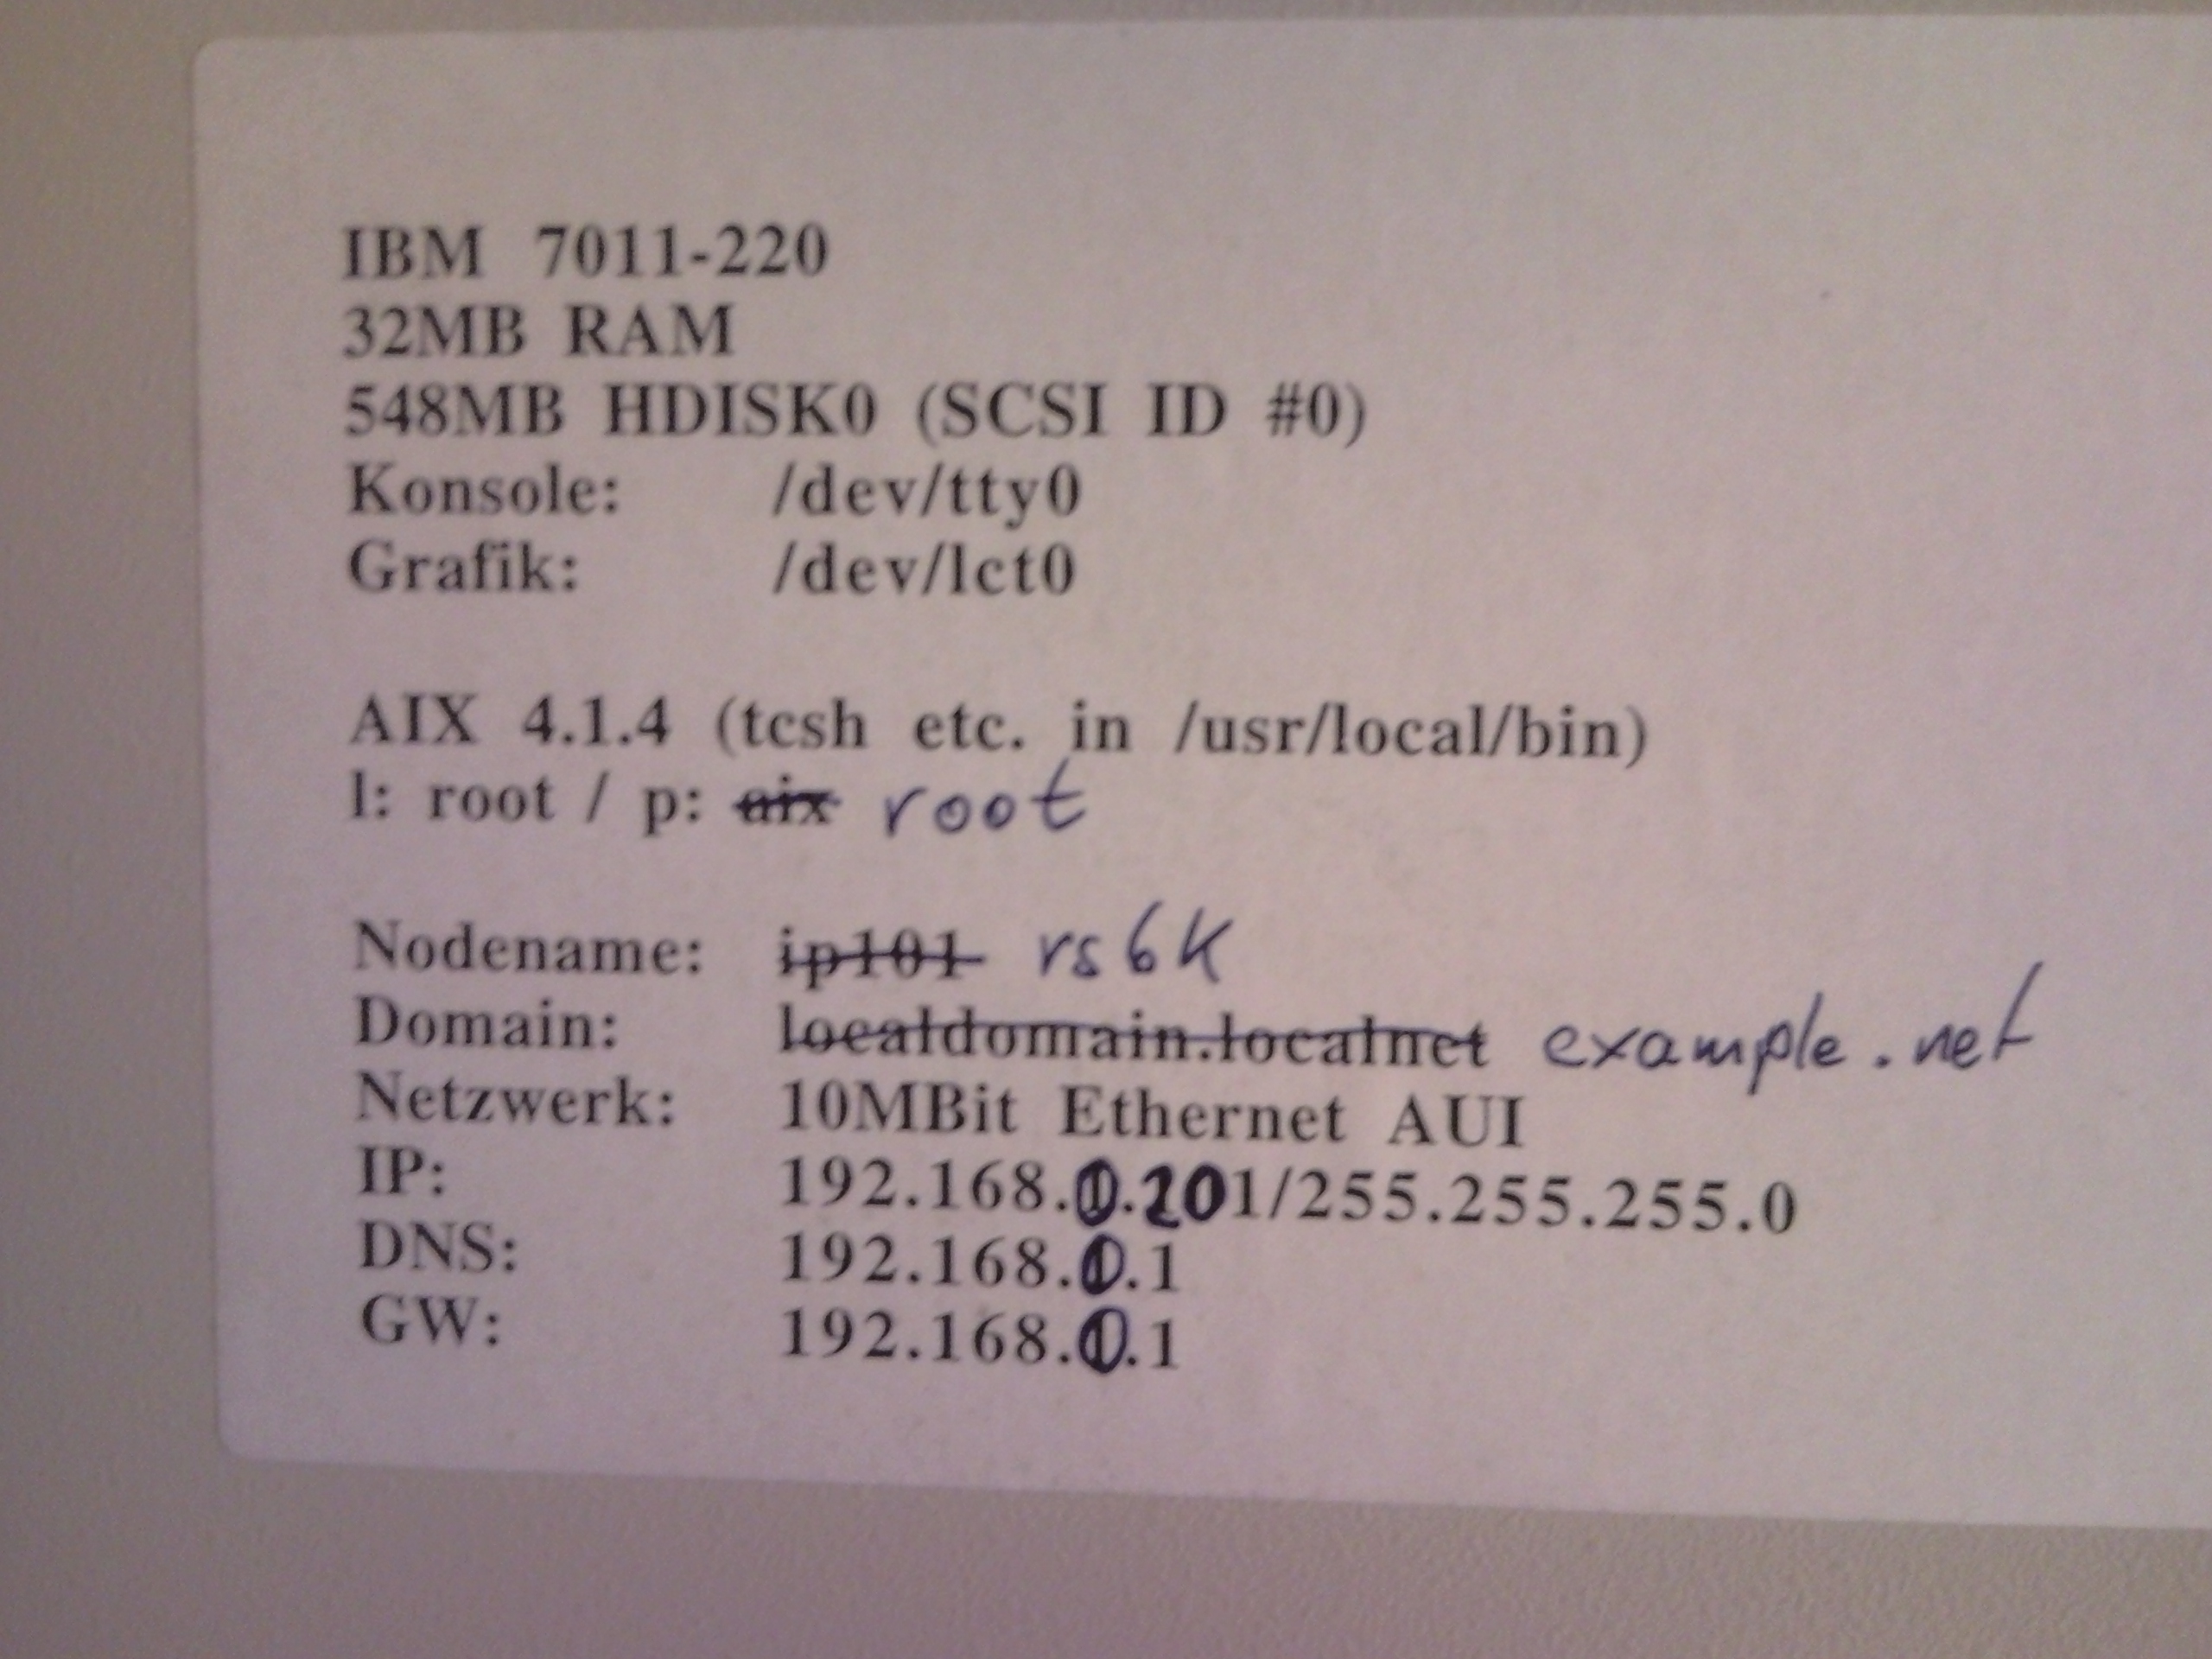 IBM 7011-220
32MB RAM
548MB HDISK0 (SCSI ID #0)
Konsole: /dev/tty0
Grafik: /dev/lct0
AIX 4.1.4 (tcsh etc. in /usr/local/bin)
l: root / p: aix root
Nodename: ip101 rs6k
Domain: localdomain.localnet example.net
Netzwerk: 10MBit Ethernet AUI
IP: 192.168.0.201/255.255.255.0
DNS: 192.168.0.1
GW: 192.168.0.1